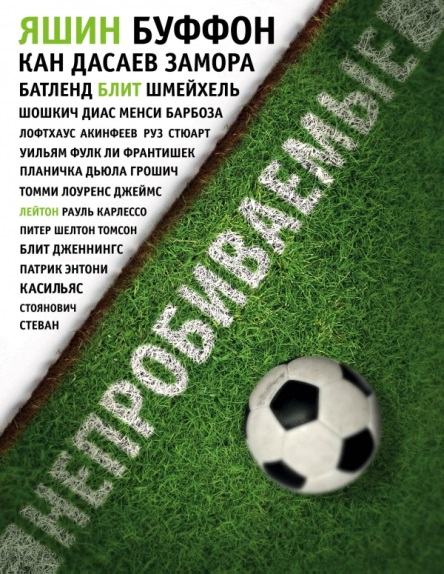 ЯШИН БУФФОН
КАН ДАСАЕВ ЗАМОРА
БАТЛЕНД БЛИТ ШМЕЙХЕЛЬ
ШОШКИЧ ДИАС МЕНСИ БАРБОЗА
ЛОФТХАУС АКИНФЕЕВ РУЗ СТЮАРТ
УИЛЬЯМ ФУЛК ЛИ ФРАНТИШЕК
ПЛАНИЧКА ДЬЮЛА ГРОШИЧ
ТОММИ ЛОУРЕНС ДЖЕЙМС
ЛЕЙТОН РАУЛЬ КАРЛЕССО
ПИТЕР ШЕЛТОН ТОМСОН
БЛИТ ДЖЕННИНГС
ПАТРИК ЭНТОНИ
КАСИЛЬЯС
СТОЯНОВИЧ
СТЕВАН
НЕПРОБИВАЕМЫЕ